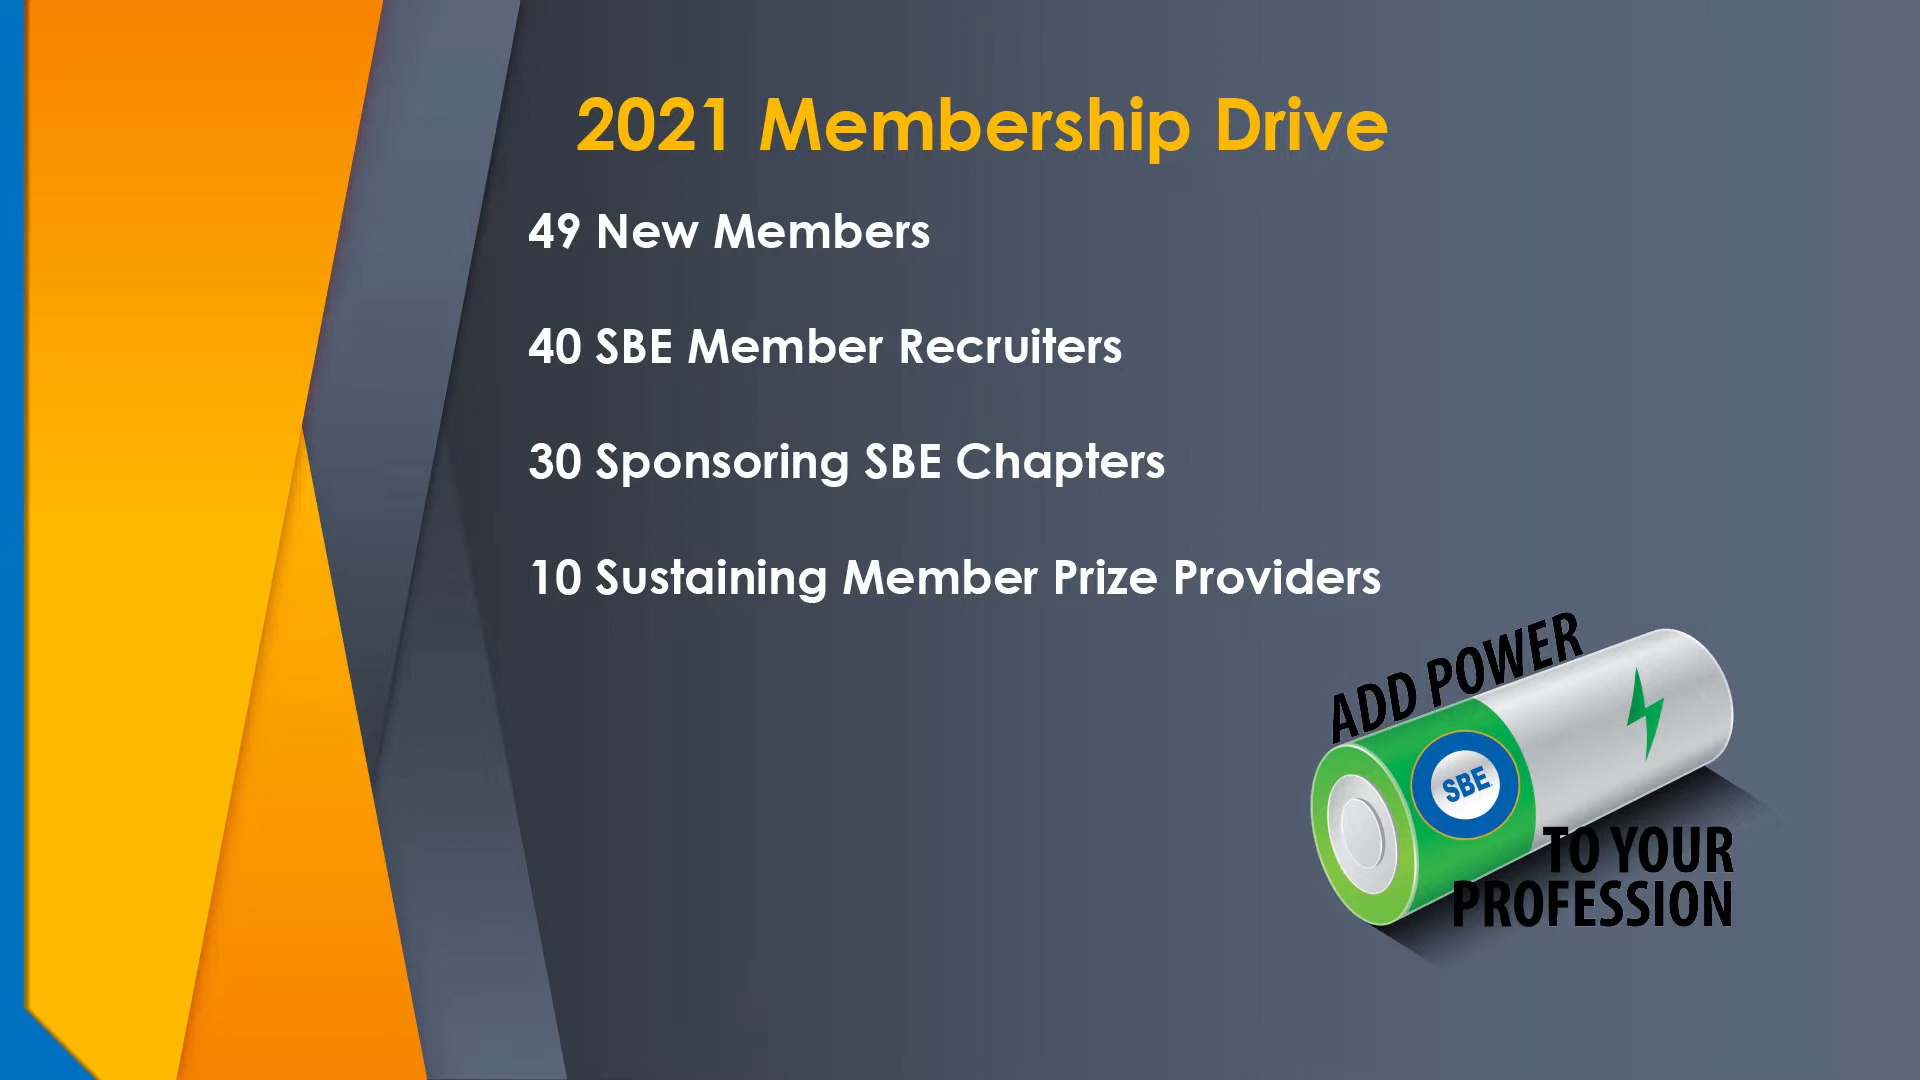 2021 Membership Drive
49 New Members
40 SBE Member Recruiters
30 Sponsoring SBE Chapters
10 Sustaining Member Prize Providers
ADD POWER
SBE
TO YOUR
PROFESSION